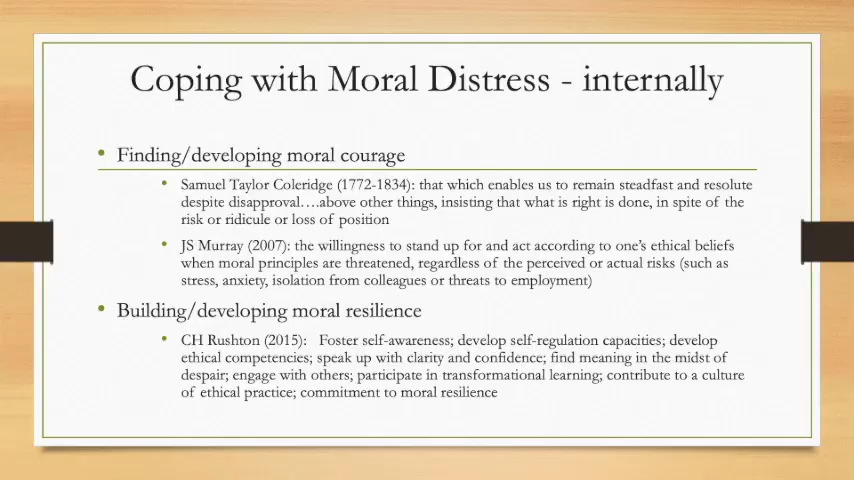 Coping with Moral Distress - internally
• Finding/developing moral courage
• Samuel Taylor Coleridge (1772-1834): that which enables us to remain steadfast and resolute
despite disapproval….above other things, insisting that what is right is done, in spite of the
risk or ridicule or loss of position
• JS Murray (2007): the willingness to stand up for and act according to one’s ethical beliefs
when moral principles are threatened, regardless of the perceived or actual risks (such as
stress, anxiety, isolation from colleagues or threats to employment)
• Building/developing moral resilience
• CH Rushton (2015): Foster self-awareness; develop self-regulation capacities; develop
ethical competencies; speak up with clarity and confidence; find meaning in the midst of
despair; engage with others; participate in transformational learning; contribute to a culture
of ethical practice; commitment to moral resilience